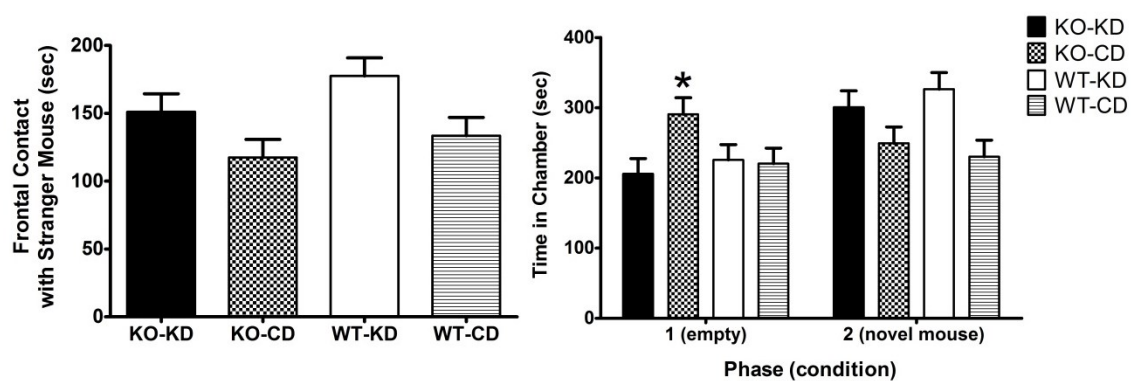 Frontal Contact
with Stranger Mouse (sec)
200
150
100
50
0
KO-KD KO-CD WT-KD WT-CD
Time in Chamber (sec)
400
300
200
100
0
*
1 (empty) 2 (novel mouse)
Phase (condition)
KO-KD
KO-CD
WT-KD
WT-CD